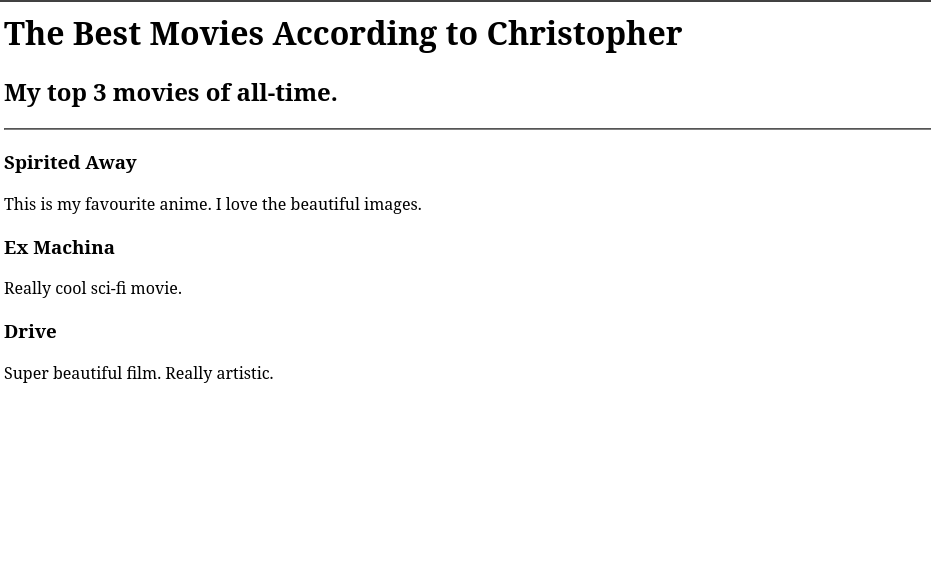 The Best Movies According to Christopher
My top 3 movies of all-time.
Spirited Away
This is my favourite anime. I love the beautiful images.
Ex Machina
Really cool sci-fi movie.
Drive
Super beautiful film. Really artistic.